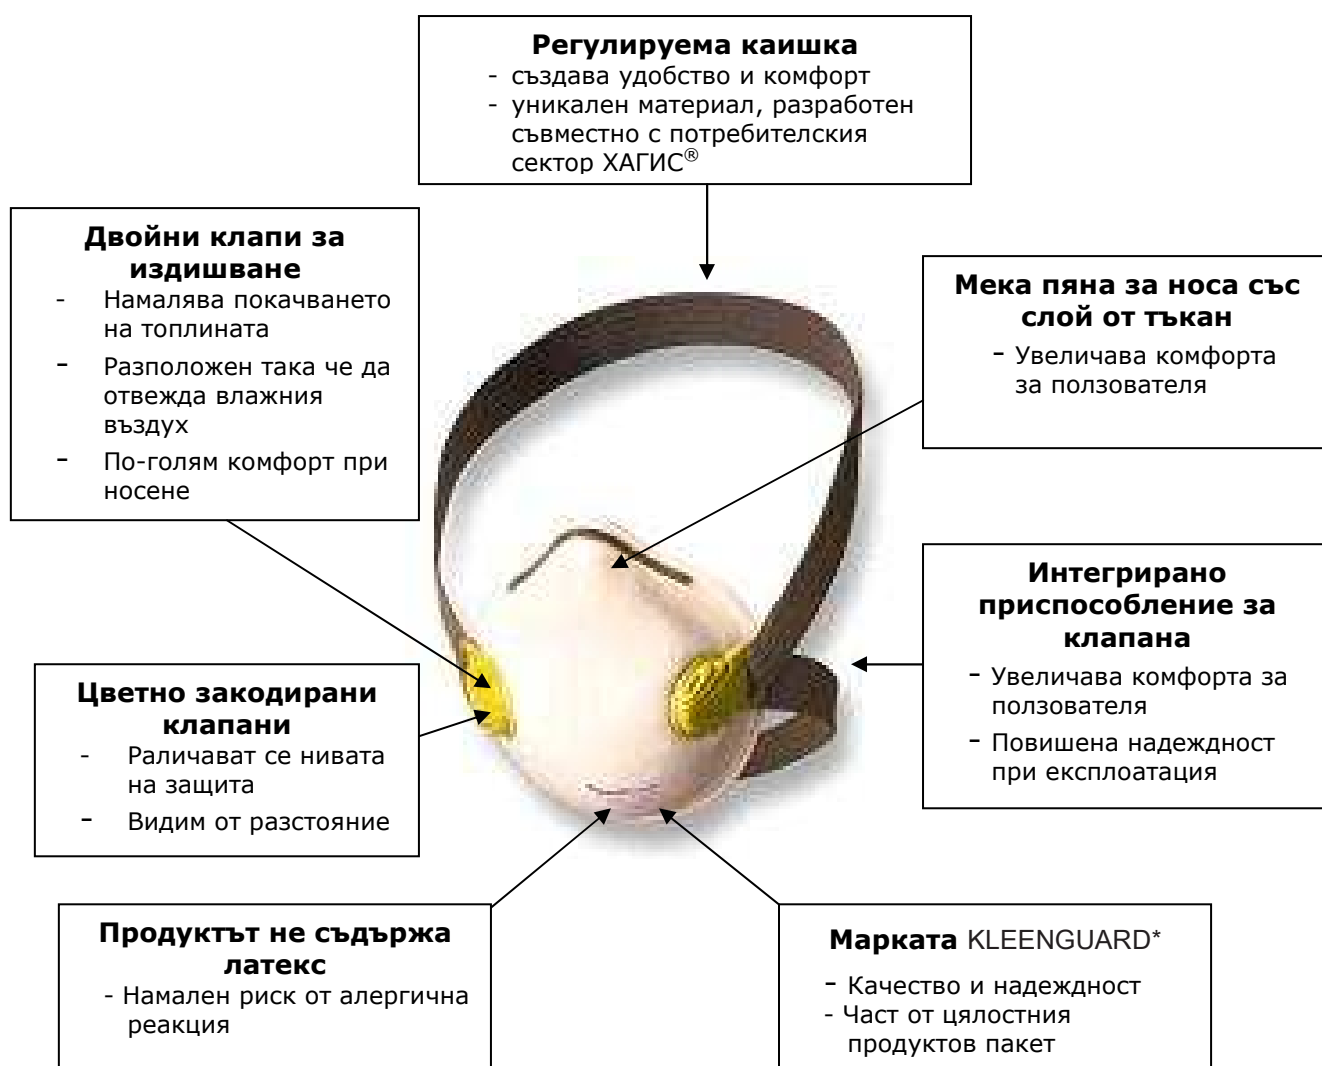 Регулируема каишка
- създава удобство и комфорт
- уникален материал, разработен
съвместно с потребителския
сектор ХАГИС®
Двойни клапи за
издишване
- Намалява покачването
на топлината
- Разположен така че да
отвежда влажния
въздух
- По-голям комфорт при
носене
Мека пяна за носа със
слой от тъкан
- Увеличава комфорта
за ползователя
Интегрирано
приспособление за
клапана
- Увеличава комфорта за
ползователя
- Повишена надеждност
при експлоатация
Цветно закодирани
клапани
- Раличават се нивата
на защита
- Видим от разстояние
Продуктът не съдържа
латекс
- Намален риск от алергична
реакция
Марката KLEENGUARD*
- Качество и надеждност
- Част от цялостния
продуктов пакет